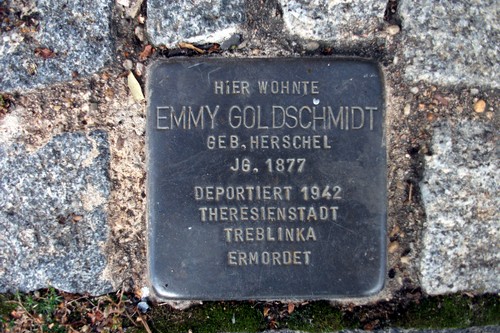 HIER WOHNTE
EMMY GOLDSCHMIDT
GEB. HERSCHEL
JG. 1877
DEPORTIERT 1942
THERESIENSTADT
TREBLINKA
ERMORDET